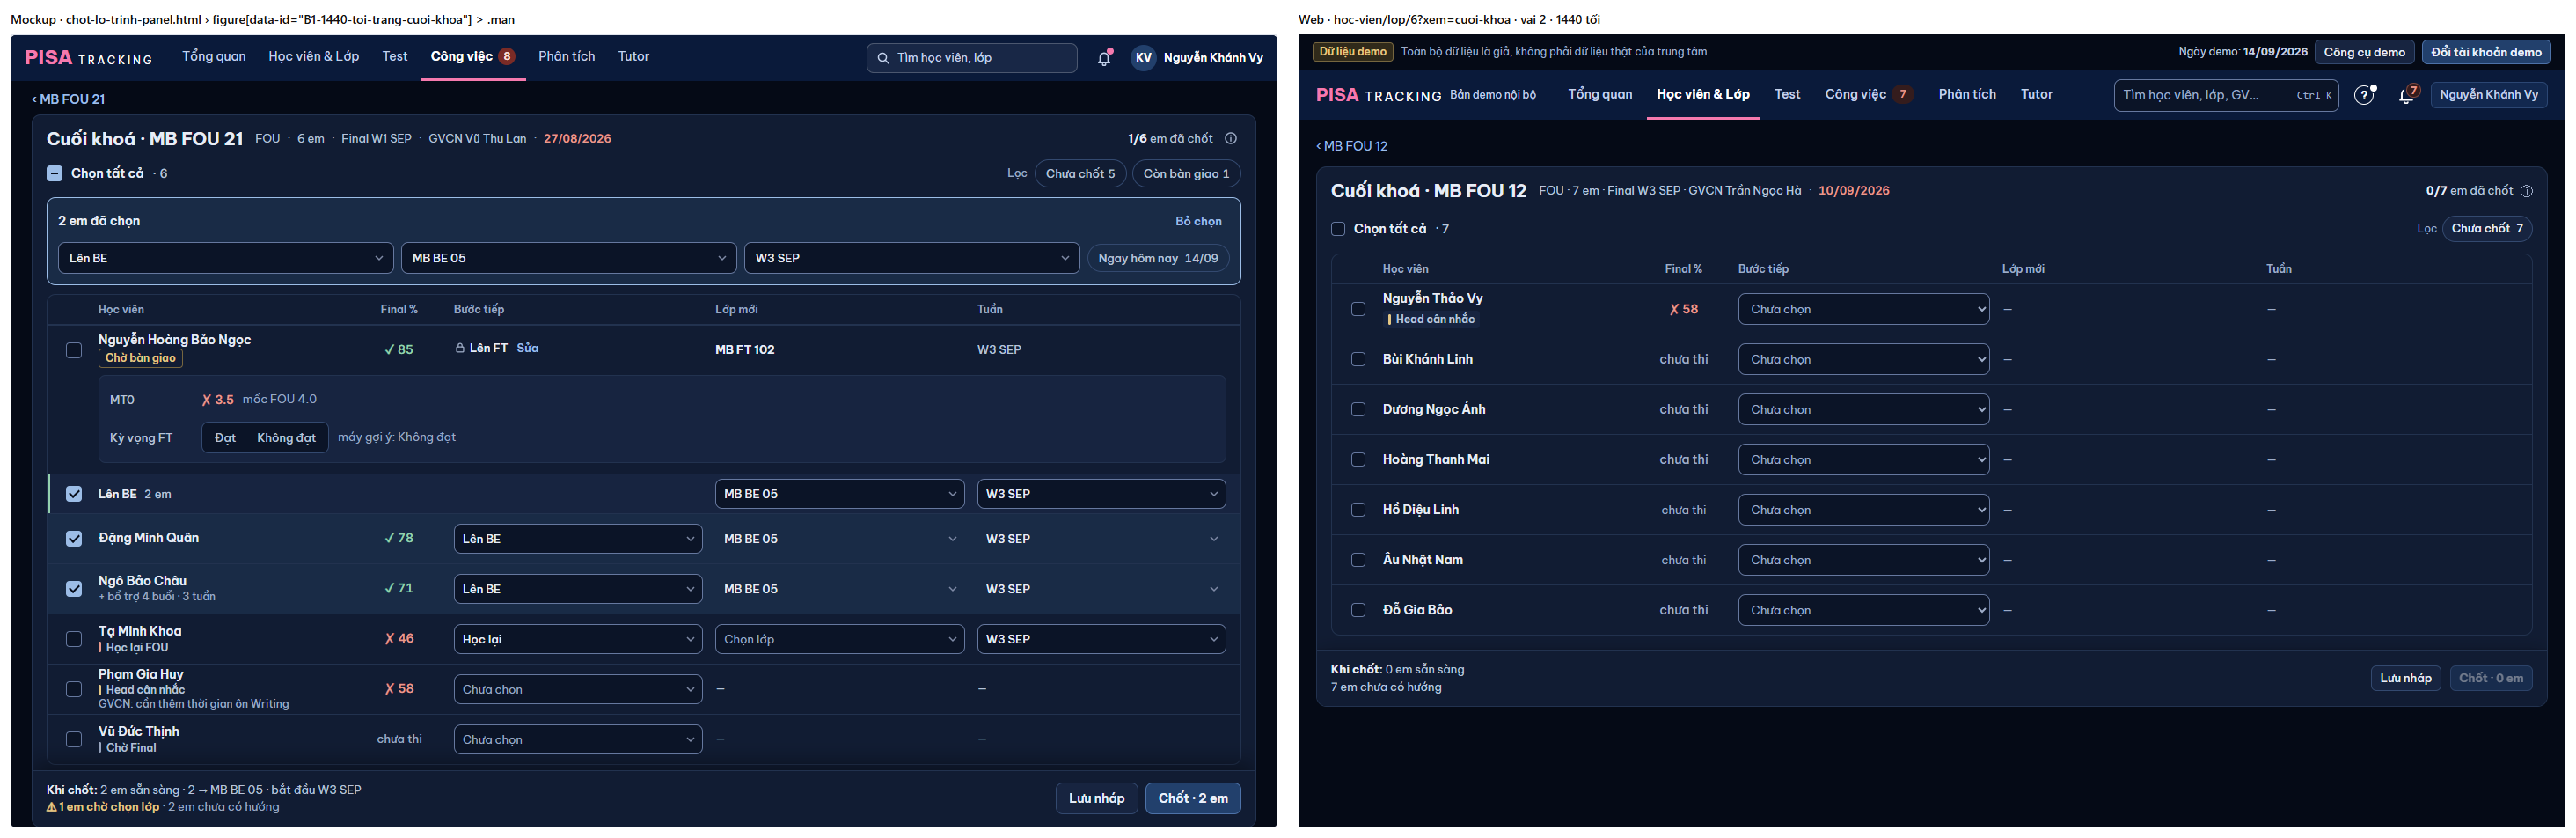 Mockup · chot-lo-trinh-panel.html › figure[data-id="B1-1440-toi-trang-cuoi-khoa"] > .man
PISA TRACKING Tổng quan Học viên & Lớp Test Công việc 8 Phân tích Tutor Tìm học viên, lớp KV Nguyễn Khánh Vy
‹ MB FOU 21
Cuối khoá · MB FOU 21 FOU · 6 em · Final W1 SEP · GVCN Vũ Thu Lan · 27/08/2026 1/6 em đã chốt
Chọn tất cả · 6 Lọc Chưa chốt 5 Còn bàn giao 1
2 em đã chọn Bỏ chọn
Lên BE MB BE 05 W3 SEP Ngay hôm nay 14/09
Học viên Final % Bước tiếp Lớp mới Tuần
Nguyễn Hoàng Bảo Ngọc
Chờ bàn giao ✓ 85 Lên FT Sửa MB FT 102 W3 SEP
MT0 ✗ 3.5 mốc FOU 4.0
Kỳ vọng FT Đạt Không đạt máy gợi ý: Không đạt
Lên BE 2 em MB BE 05 W3 SEP
Đặng Minh Quân ✓ 78 Lên BE MB BE 05 W3 SEP
Ngô Bảo Châu ✓ 71 Lên BE MB BE 05 W3 SEP
+ bổ trợ 4 buổi · 3 tuần
Tạ Minh Khoa ✗ 46 Học lại Chọn lớp W3 SEP
Học lại FOU
Phạm Gia Huy
Head cân nhắc ✗ 58 Chưa chọn – –
GVCN: cần thêm thời gian ôn Writing
Vũ Đức Thịnh chưa thi Chưa chọn – –
Chờ Final
Khi chốt: 2 em sẵn sàng · 2 → MB BE 05 · bắt đầu W3 SEP
⚠ 1 em chờ chọn lớp · 2 em chưa có hướng Lưu nháp Chốt · 2 em
Web · hoc-vien/lop/6?xem=cuoi-khoa · vai 2 · 1440 tối
Dữ liệu demo Toàn bộ dữ liệu là giả, không phải dữ liệu thật của trung tâm. Ngày demo: 14/09/2026 Công cụ demo Đổi tài khoản demo
PISA TRACKING Bản demo nội bộ Tổng quan Học viên & Lớp Test Công việc 7 Phân tích Tutor Tìm học viên, lớp, GV... Ctrl K ? 7 Nguyễn Khánh Vy
‹ MB FOU 12
Cuối khoá · MB FOU 12 FOU · 7 em · Final W3 SEP · GVCN Trần Ngọc Hà · 10/09/2026 0/7 em đã chốt
Chọn tất cả · 7 Lọc Chưa chốt 7
Học viên Final % Bước tiếp Lớp mới Tuần
Nguyễn Thảo Vy ✗ 58 Chưa chọn – –
Head cân nhắc
Bùi Khánh Linh chưa thi Chưa chọn – –
Dương Ngọc Ánh chưa thi Chưa chọn – –
Hoàng Thanh Mai chưa thi Chưa chọn – –
Hồ Diệu Linh chưa thi Chưa chọn – –
Âu Nhật Nam chưa thi Chưa chọn – –
Đỗ Gia Bảo chưa thi Chưa chọn – –
Khi chốt: 0 em sẵn sàng
7 em chưa có hướng Lưu nháp Chốt · 0 em